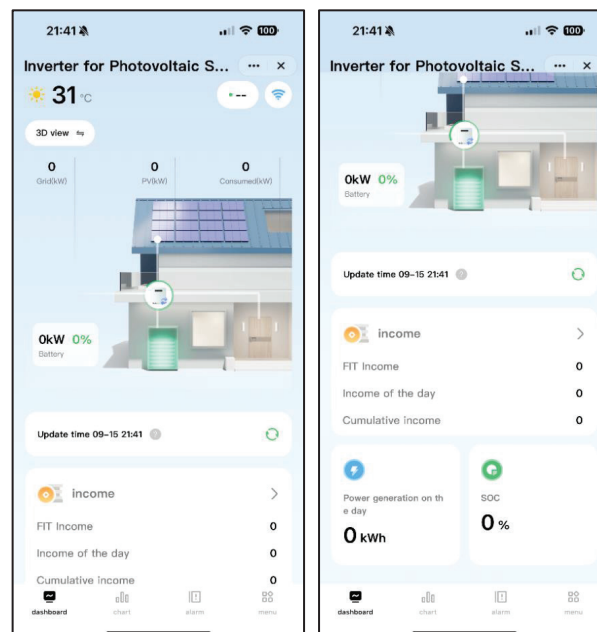 21:41
100
Inverter for Photovoltaic S...
31 °C
--
3D view
0
Grid(kW)
0
PV(kW)
0
Consumed(kW)
0kW 0%
Battery
Update time 09-15 21:41
income
FIT Income 0
Income of the day 0
Cumulative income 0
dashboard
chart
alarm
menu
21:41
100
Inverter for Photovoltaic S...
0kW 0%
Battery
Update time 09-15 21:41
income
FIT Income 0
Income of the day 0
Cumulative income 0
Power generation on th
e day
0 kWh
SOC
0 %
dashboard
chart
alarm
menu